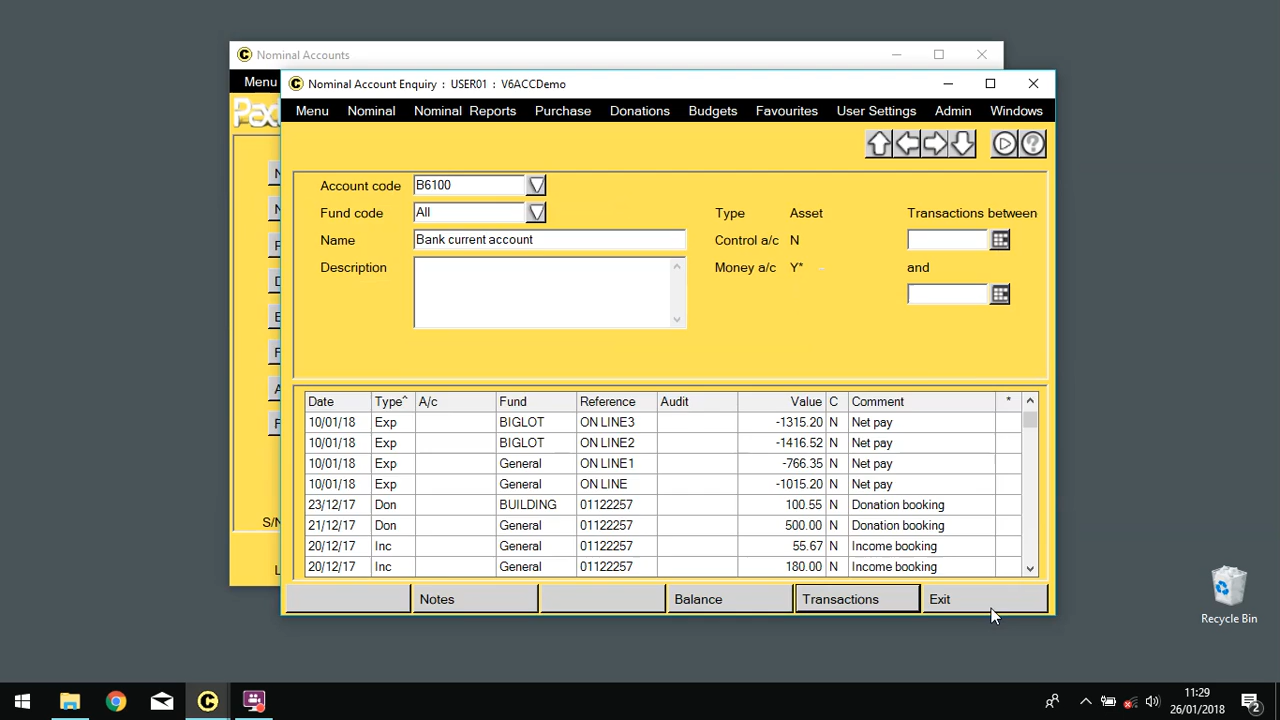 Nominal Accounts
Menu
Nominal Account Enquiry : USER01 : V6ACCDemo
Menu Nominal Nominal Reports Purchase Donations Budgets Favourites User Settings Admin Windows
Account code B6100
Fund code All Type Asset Transactions between
Name Bank current account Control a/c N
Description Money a/c Y* and
Date Type^ A/c Fund Reference Audit Value C Comment *
10/01/18 Exp BIGLOT ON LINE3 -1315.20 N Net pay
10/01/18 Exp BIGLOT ON LINE2 -1416.52 N Net pay
10/01/18 Exp General ON LINE1 -766.35 N Net pay
10/01/18 Exp General ON LINE -1015.20 N Net pay
23/12/17 Don BUILDING 01122257 100.55 N Donation booking
21/12/17 Don General 01122257 500.00 N Donation booking
20/12/17 Inc General 01122257 55.67 N Income booking
20/12/17 Inc General 01122257 180.00 N Income booking
Notes Balance Transactions Exit
Recycle Bin
11:29
26/01/2018
2